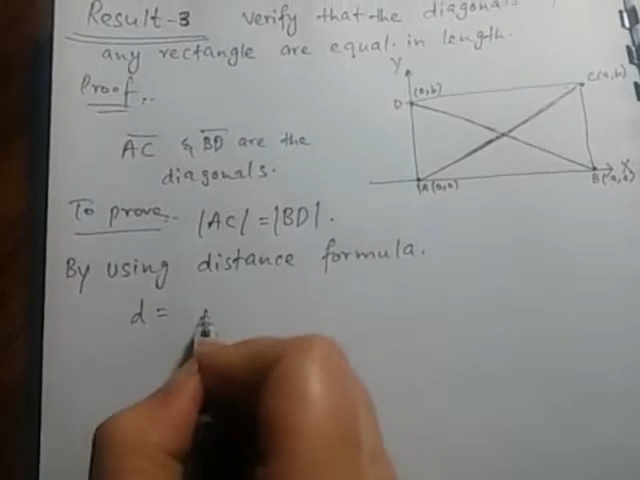 Result-3 verify that the diagonals
any rectangle are equal in length.
Proof:-
AC & BD are the
diagonals.
To prove:- |AC| = |BD|.
By using distance formula.
d =
Y
D (0,b)
C(a,b)
A(0,0)
B(a,0)
X